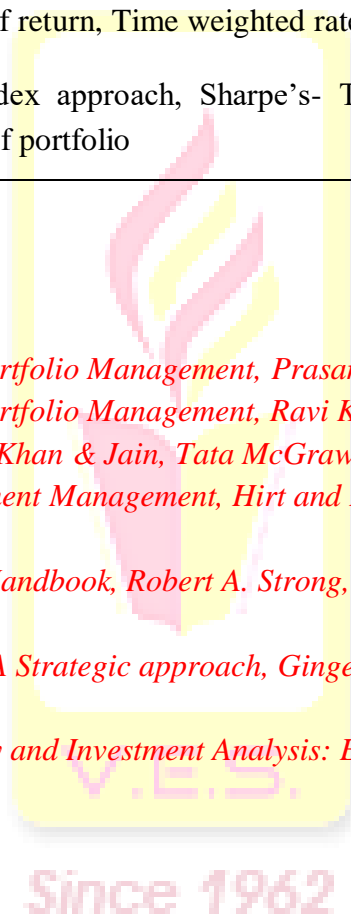 f return, Time weighted rate
dex approach, Sharpe's- T
f portfolio
rtfolio Management, Prasan
rtfolio Management, Ravi K
Khan & Jain, Tata McGraw
nent Management, Hirt and
Handbook, Robert A. Strong,
A Strategic approach, Ginge
and Investment Analysis: E
V.E.S.
Since 1962